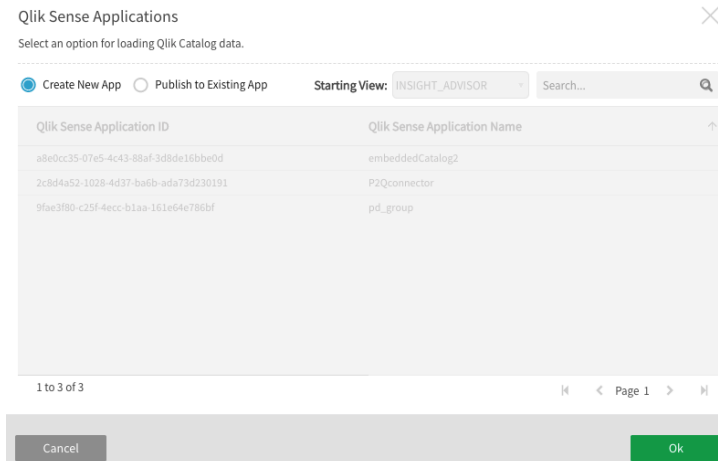 Qlik Sense Applications
Select an option for loading Qlik Catalog data.
Create New App Publish to Existing App Starting View: INSIGHT_ADVISOR Search...
Qlik Sense Application ID Qlik Sense Application Name
a8e0cc35-07e5-4c43-88af-3d8de16bbe0d embeddedCatalog2
2c8d4a52-1028-4d37-ba6b-ada73d230191 P2Qconnector
9fae3f80-c25f-4ecc-b1aa-161e64e786bf pd_group
1 to 3 of 3 Page 1
Cancel Ok